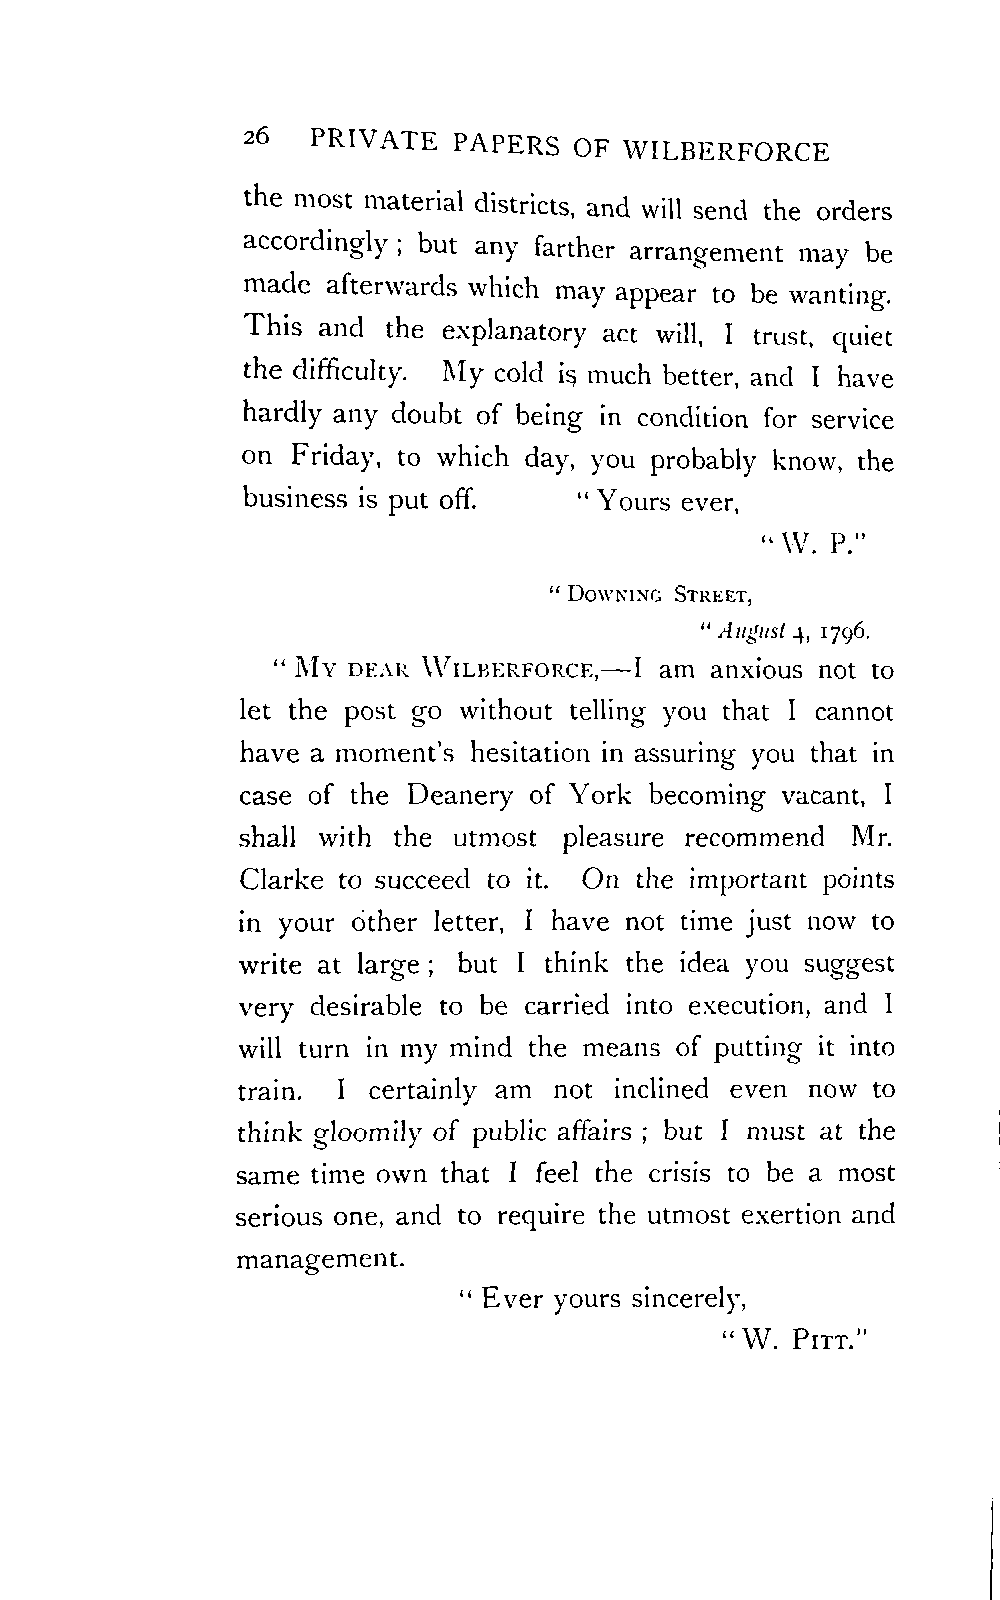 26 PRIVATE PAPERS OF WILBERFORCE
the most material districts, and will send the orders
accordingly ; but any farther arrangement may be
made afterwards which may appear to be wanting.
This and the explanatory act will, I trust, quiet
the difficulty. My cold is much better, and I have
hardly any doubt of being in condition for service
on Friday, to which day, you probably know, the
business is put off. “ Yours ever,
“ W. P.”
“ Downing Street,
“ August 4, 1796.
“ My dear Wilberforce,—I am anxious not to
let the post go without telling you that I cannot
have a moment's hesitation in assuring you that in
case of the Deanery of York becoming vacant, I
shall with the utmost pleasure recommend Mr.
Clarke to succeed to it. On the important points
in your other letter, I have not time just now to
write at large ; but I think the idea you suggest
very desirable to be carried into execution, and I
will turn in my mind the means of putting it into
train. I certainly am not inclined even now to
think gloomily of public affairs ; but I must at the
same time own that I feel the crisis to be a most
serious one, and to require the utmost exertion and
management.
“ Ever yours sincerely,
“ W. Pitt.”